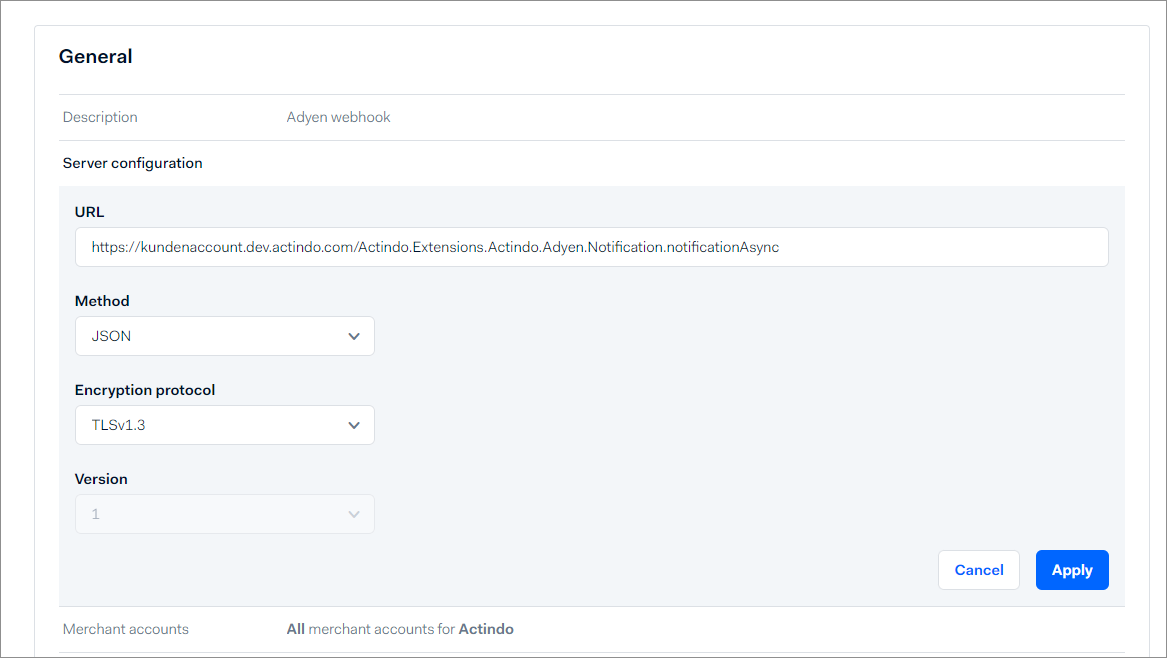 General
Description Adyen webhook
Server configuration
URL
https://kundenaccount.dev.actindo.com/Actindo.Extensions.Actindo.Adyen.Notification.notificationAsync
Method
JSON
Encryption protocol
TLSv1.3
Version
1
Cancel Apply
Merchant accounts All merchant accounts for Actindo